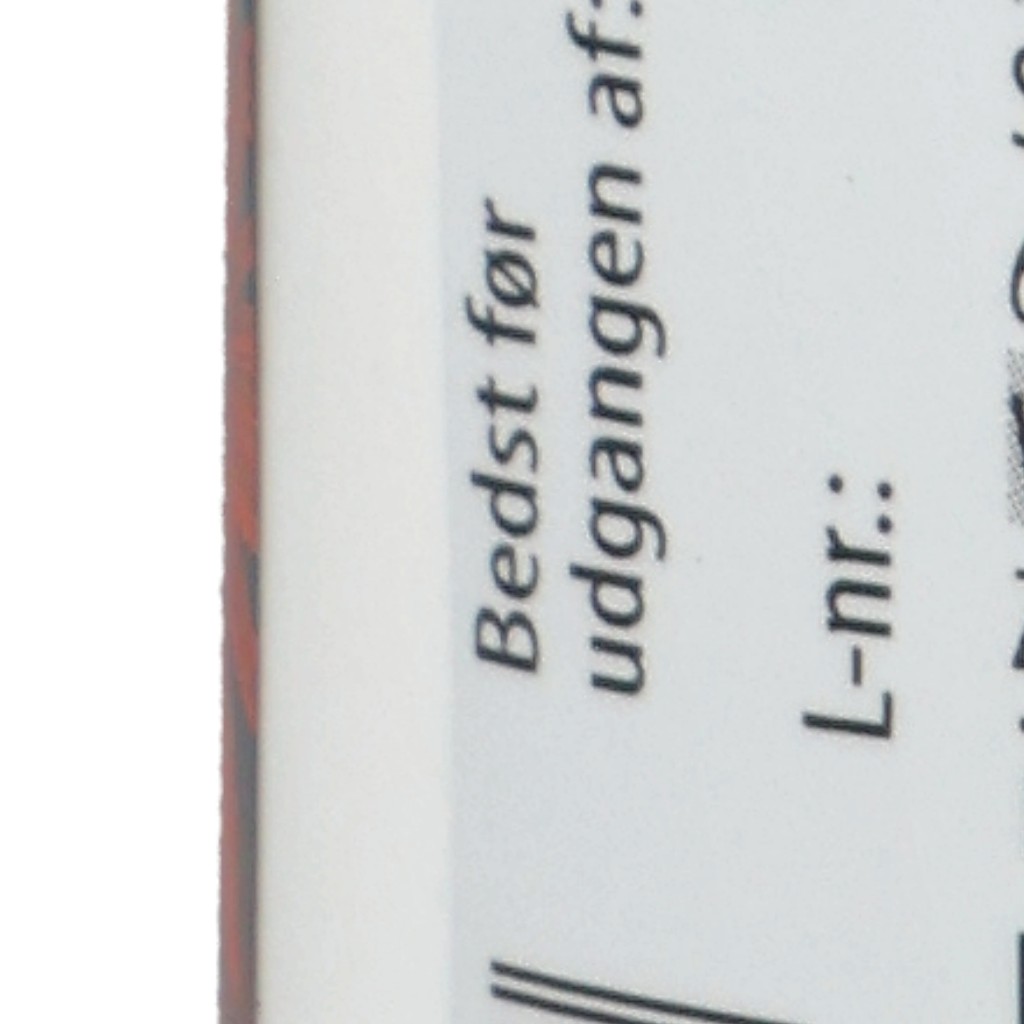 Bedst før
udgangen af:
L-nr.: